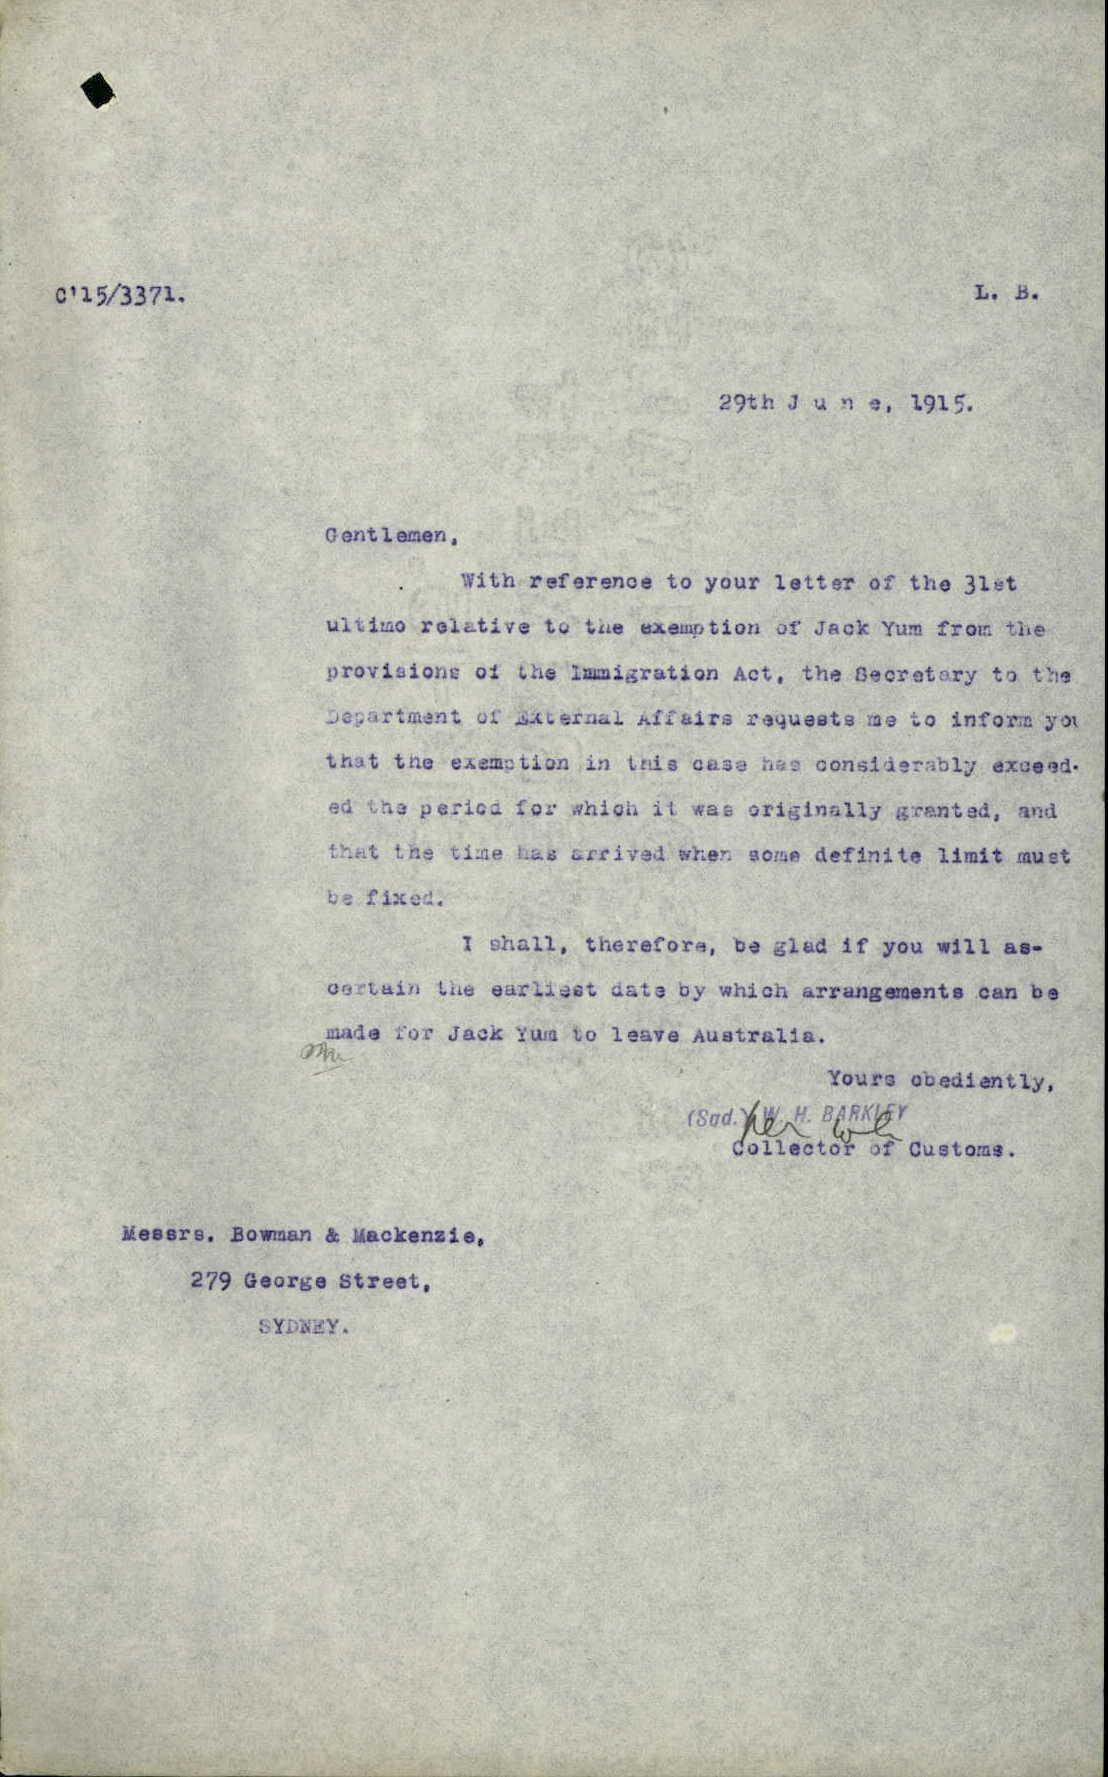 C'15/3371.
L. B.
29th J u n e, 1915.
Gentlemen,
With reference to your letter of the 31st
ultimo relative to the exemption of Jack Yum from the
provisions of the Immigration Act, the Secretary to the
Department of External Affairs requests me to inform you
that the exemption in this case has considerably exceed-
ed the period for which it was originally granted, and
that the time has arrived when some definite limit must
be fixed.
I shall, therefore, be glad if you will as-
certain the earliest date by which arrangements can be
made for Jack Yum to leave Australia.
Yours obediently,
(Sgd.) W. H. BARKLEY
Collector of Customs.
Messrs. Bowman & Mackenzie,
279 George Street,
SYDNEY.